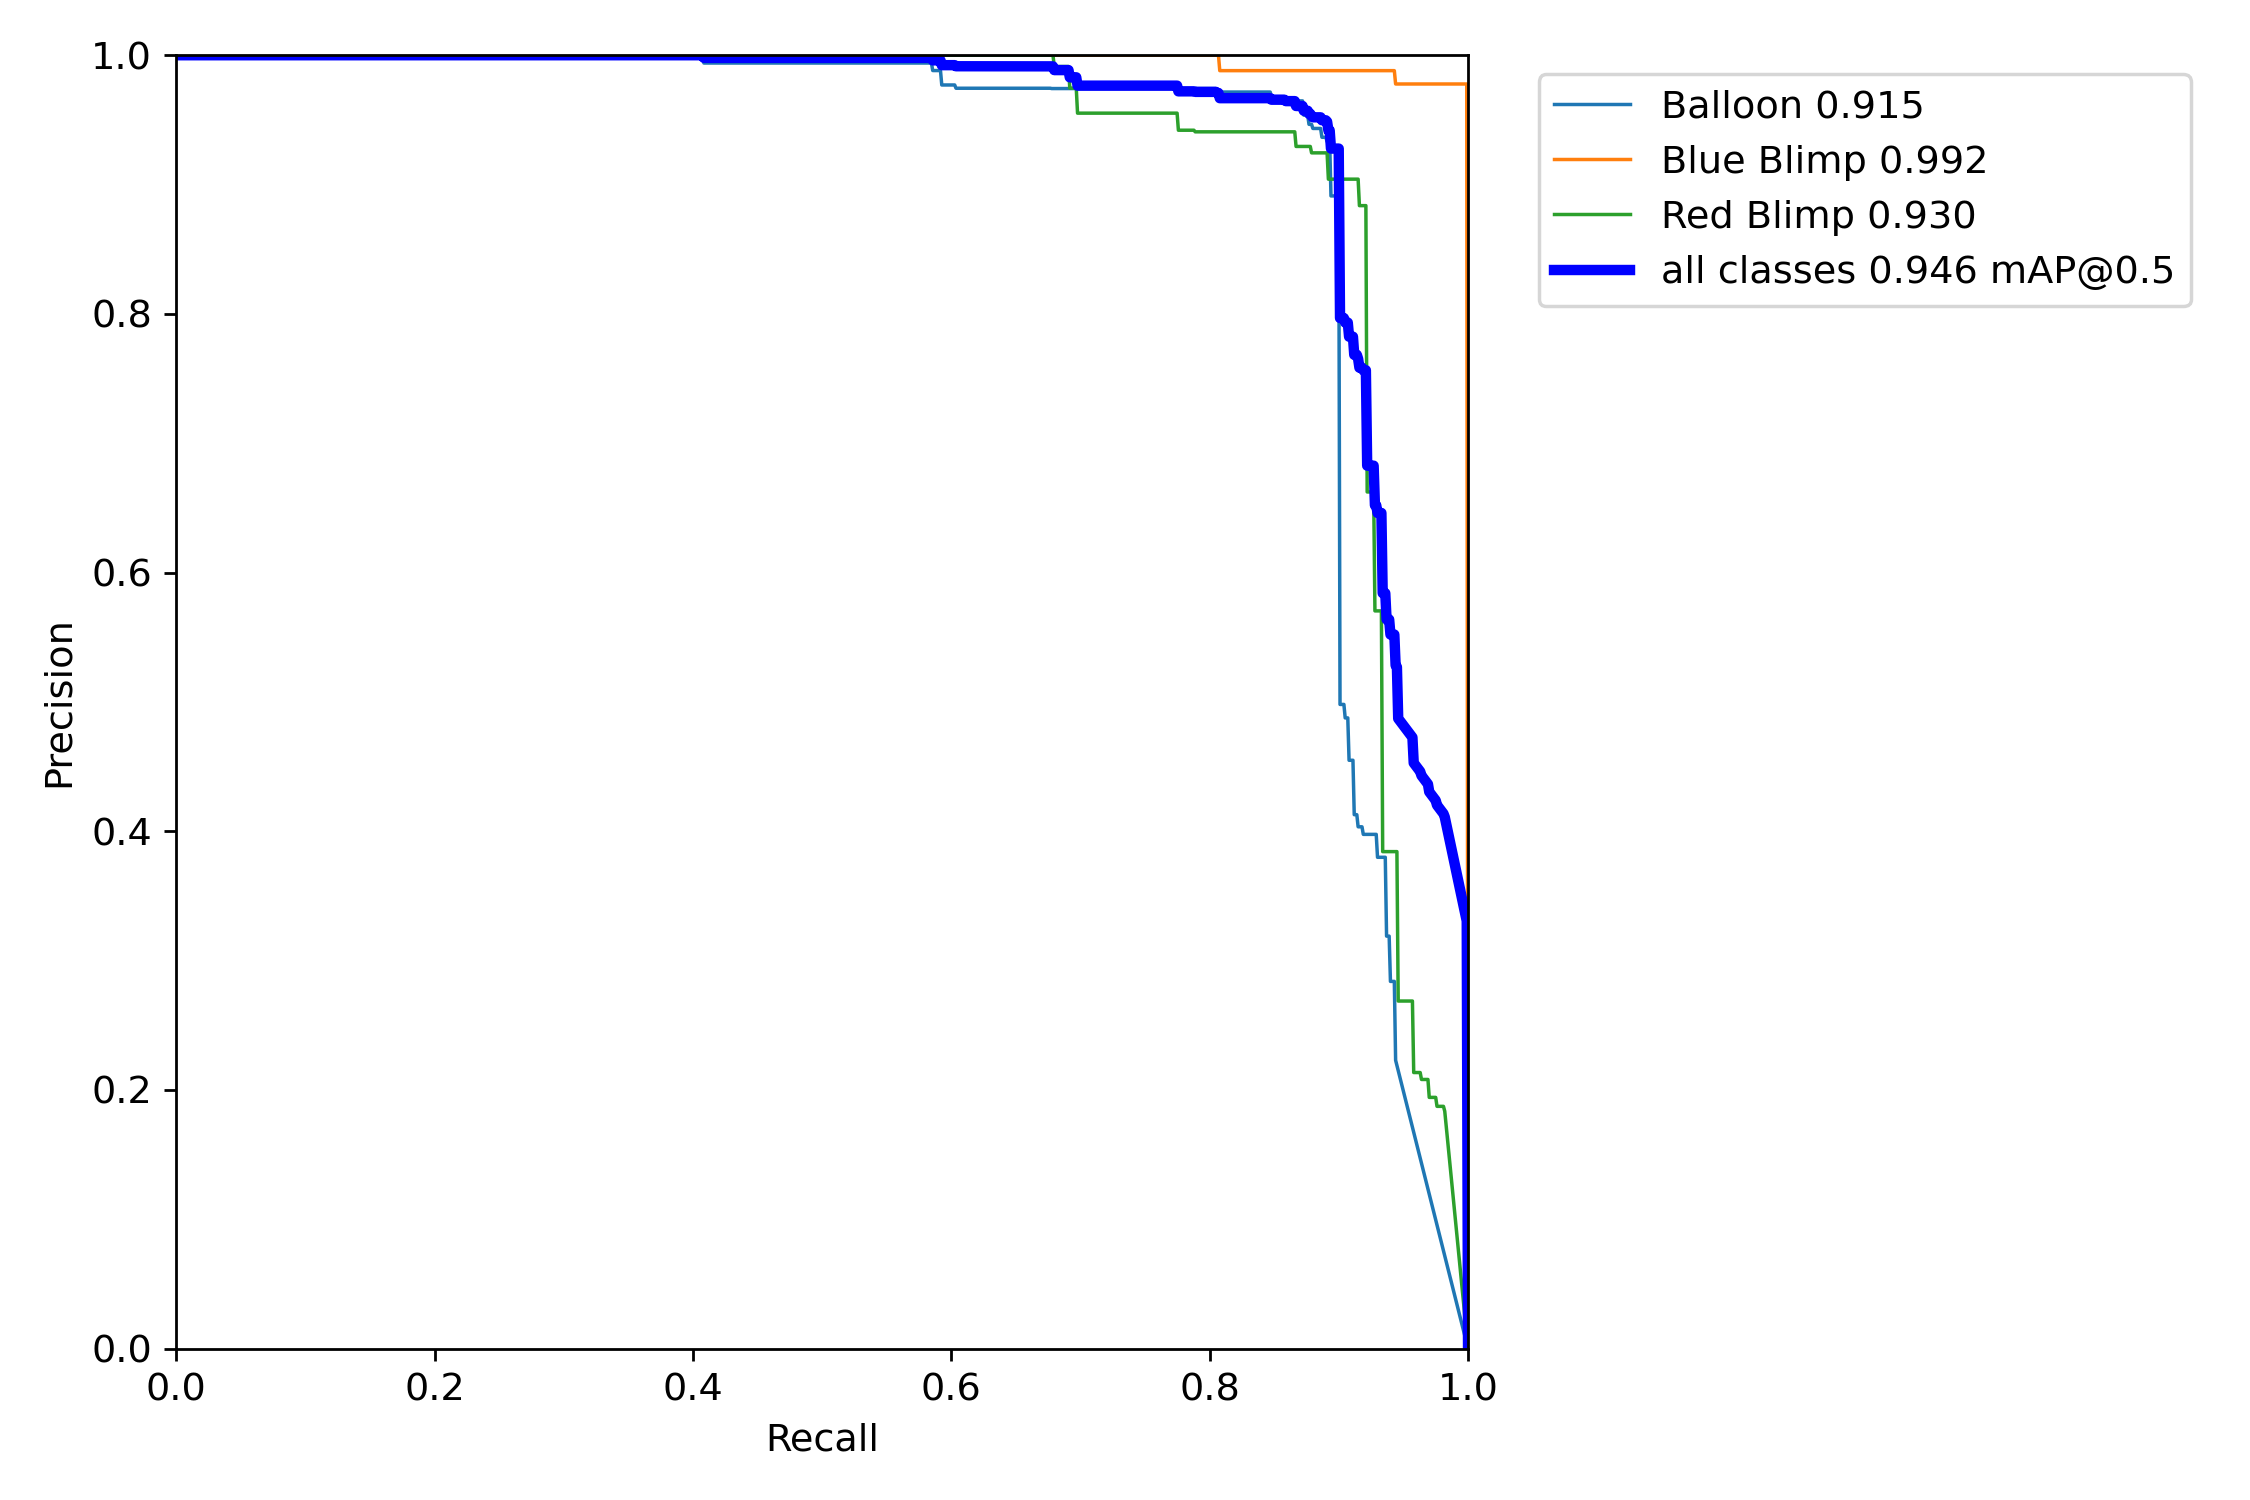 1.0
0.8
0.6
0.4
0.2
0.0
Precision
0.0 0.2 0.4 0.6 0.8 1.0
Recall
Balloon 0.915
Blue Blimp 0.992
Red Blimp 0.930
all classes 0.946 mAP@0.5